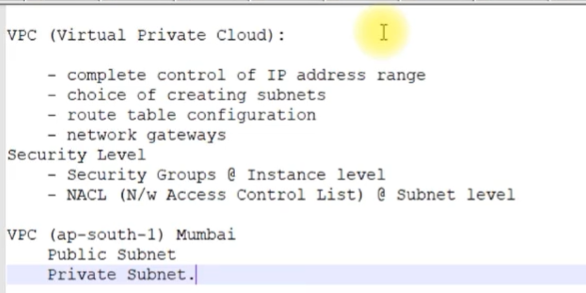 VPC (Virtual Private Cloud):
- complete control of IP address range
- choice of creating subnets
- route table configuration
- network gateways
Security Level
- Security Groups @ Instance level
- NACL (N/w Access Control List) @ Subnet level
VPC (ap-south-1) Mumbai
Public Subnet
Private Subnet.